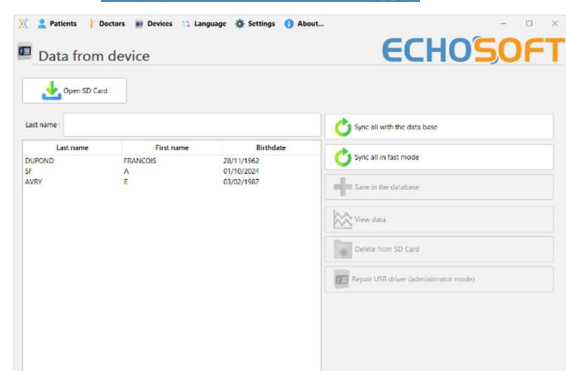 Patients Doctors Devices Language Settings About...
ECHOSOFT
Data from device
Open SD Card
Last name :
Sync all with the data base
Last name First name Birthdate
DUPOND FRANCOIS 28/11/1962
SF A 01/10/2024
AVRY E 03/02/1987
Sync all in fast mode
Save in the database
View data
Delete from SD Card
Repair USB driver (administrator mode)